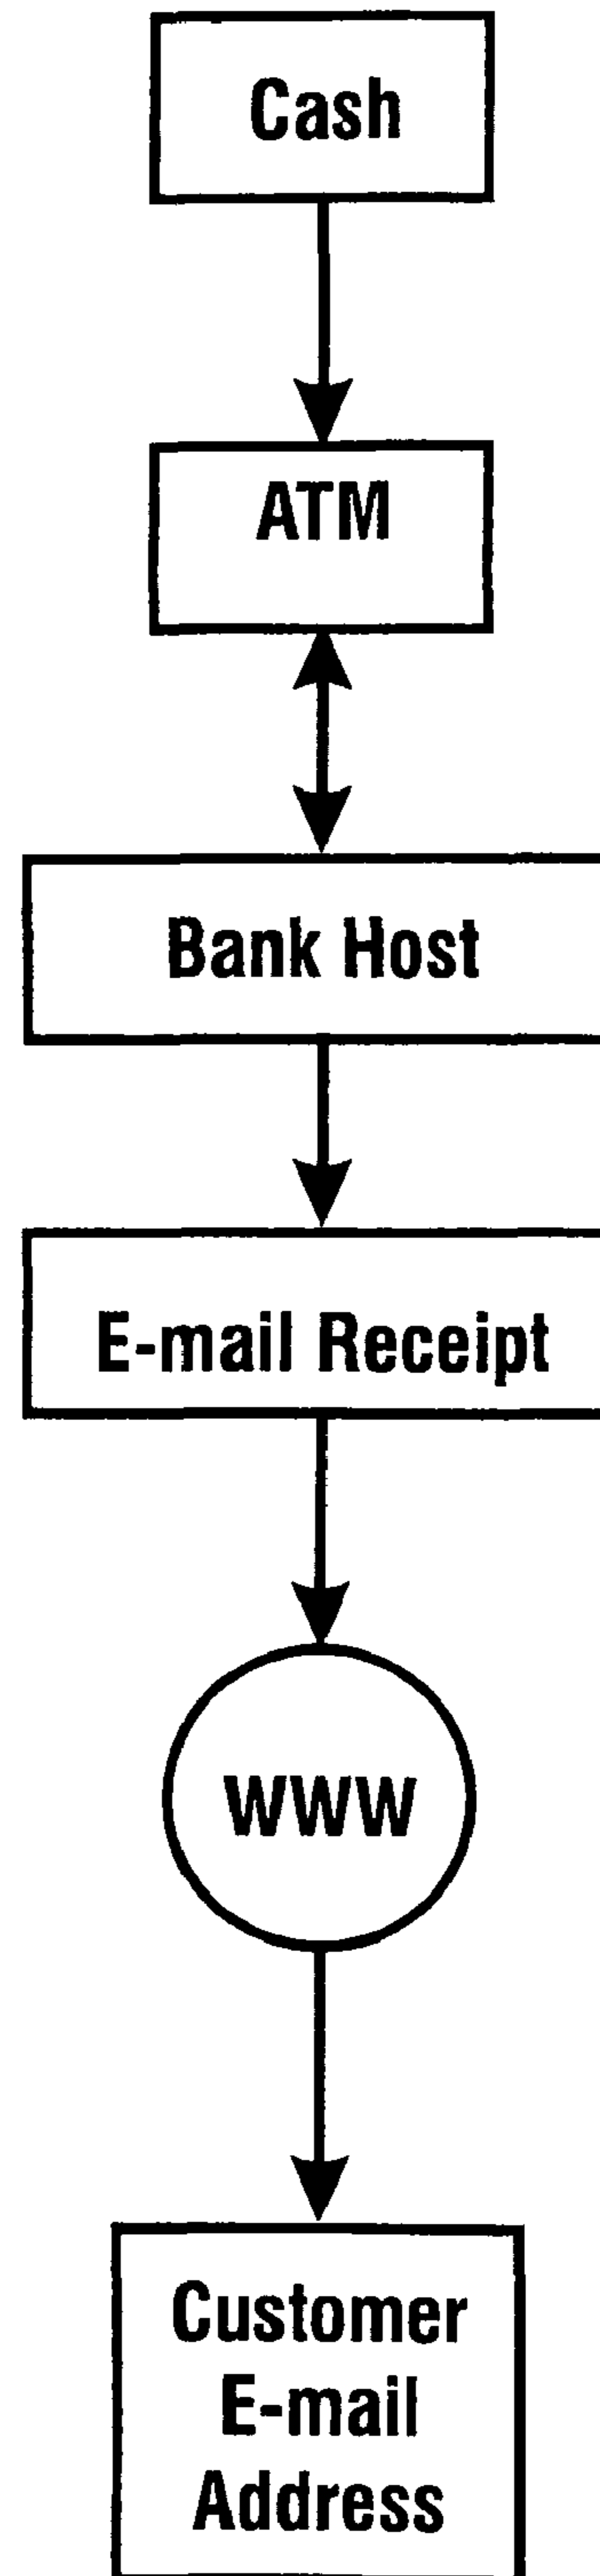 Cash
ATM
Bank Host
E-mail Receipt
WWW
Customer
E-mail
Address